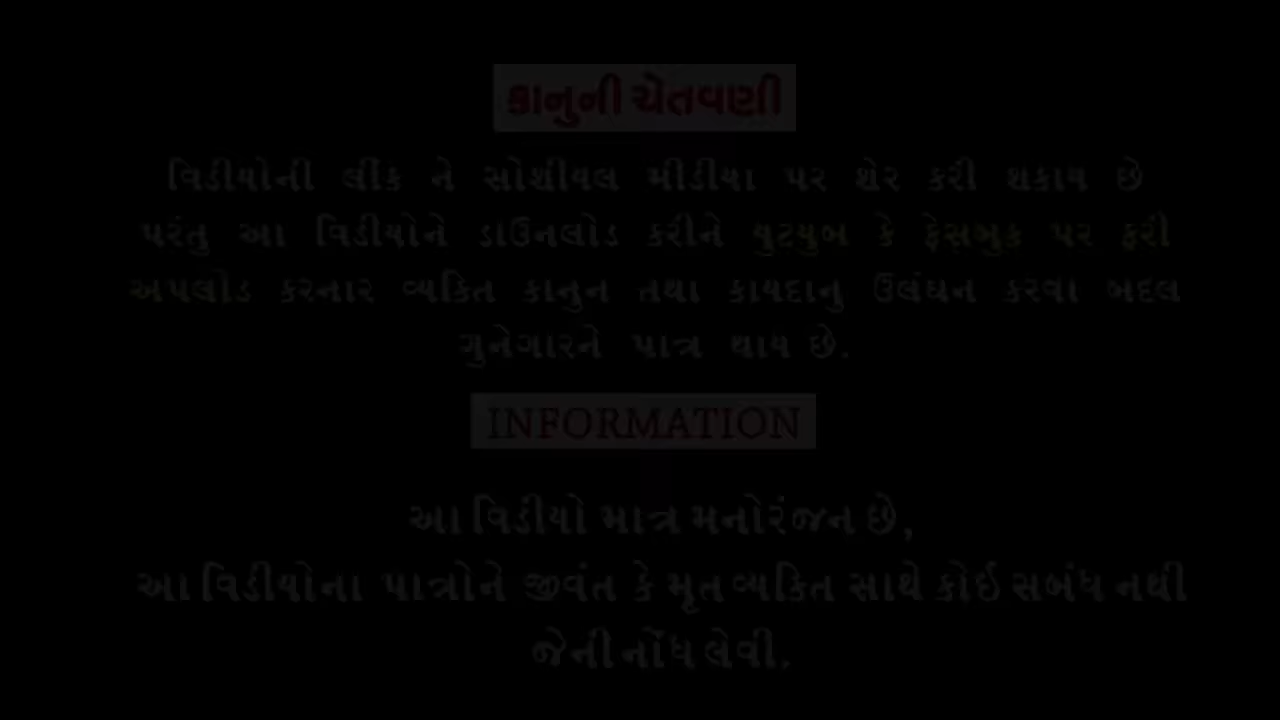 કાનુની ચેતવણી
વિડીયોની લીંક ને સોશીયલ મીડીયા પર શેર કરી શકાય છે
પરંતુ આ વિડીયોને ડાઉનલોડ કરીને યુટયુબ કે ફેસબુક પર ફરી
અપલોડ કરનાર વ્યકિત કાનુન તથા કાયદાનુ ઉલંઘન કરવા બદલ
ગુનેગારને પાત્ર થાય છે.
INFORMATION
આ વિડીયો માત્ર મનોરંજન છે,
આ વિડીયોના પાત્રોને જીવંત કે મૃત વ્યકિત સાથે કોઈ સબંધ નથી
જેની નોંધ લેવી.